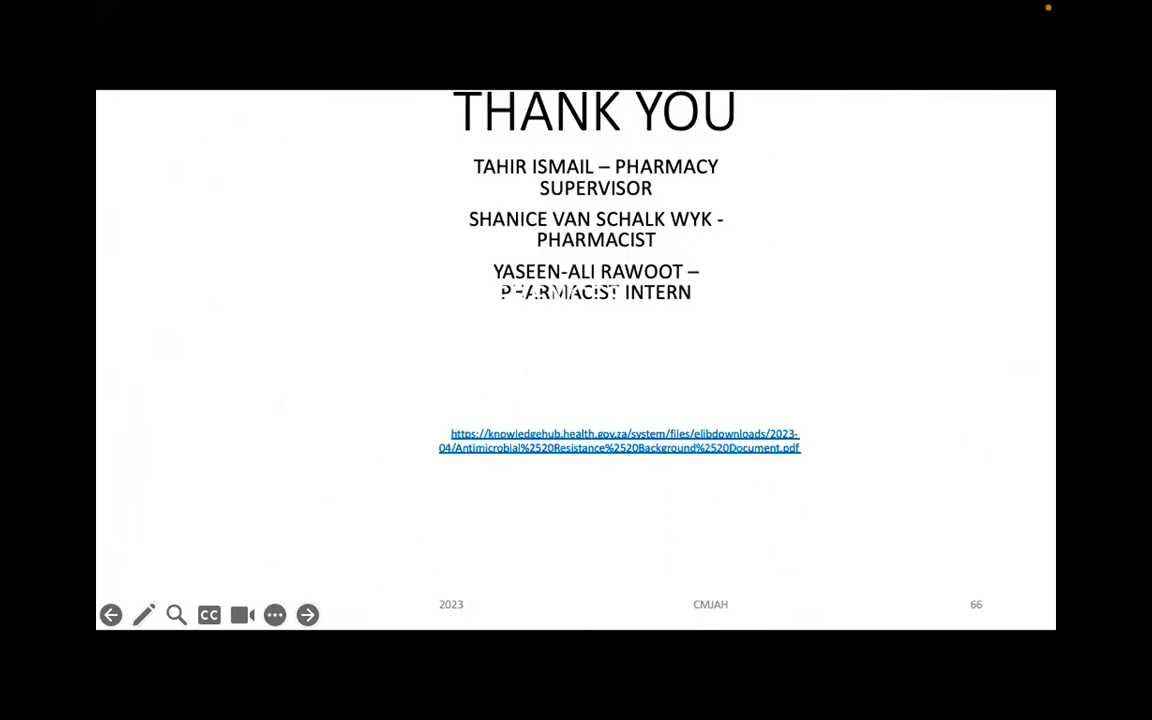 THANK YOU
TAHIR ISMAIL – PHARMACY
SUPERVISOR
SHANICE VAN SCHALK WYK -
PHARMACIST
YASEEN-ALI RAWOOT –
PHARMACIST INTERN
https://knowledgehub.health.gov.za/system/files/elibdownloads/2023-
04/Antimicrobial%2520Resistance%2520Background%2520Document.pdf
CC
2023 CMJAH 66